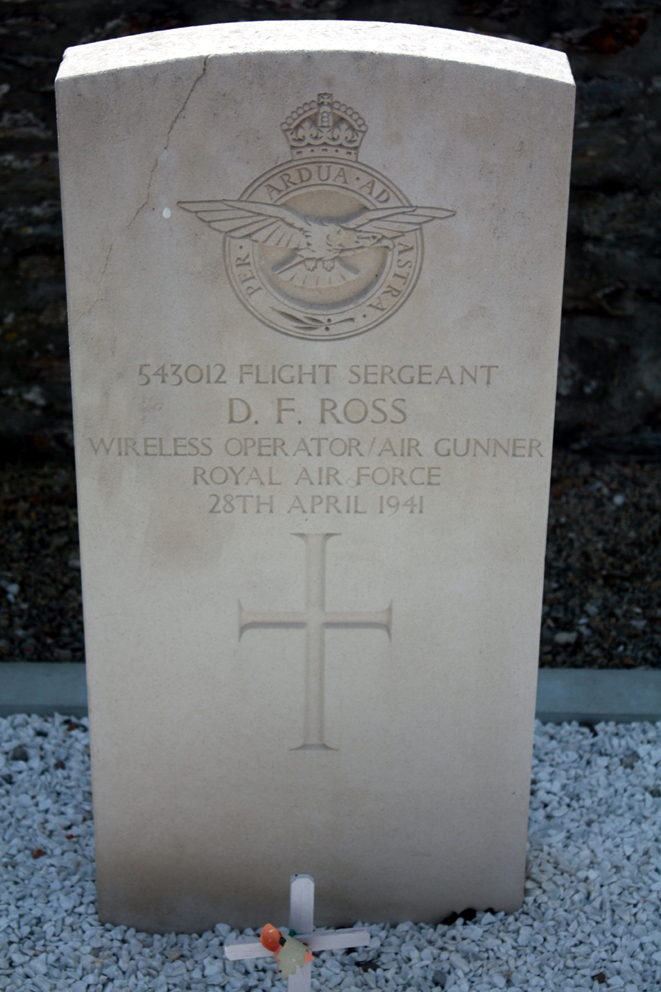 PER · ARDUA · AD · ASTRA ·
543012 FLIGHT SERGEANT
D. F. ROSS
WIRELESS OPERATOR/AIR GUNNER
ROYAL AIR FORCE
28TH APRIL 1941